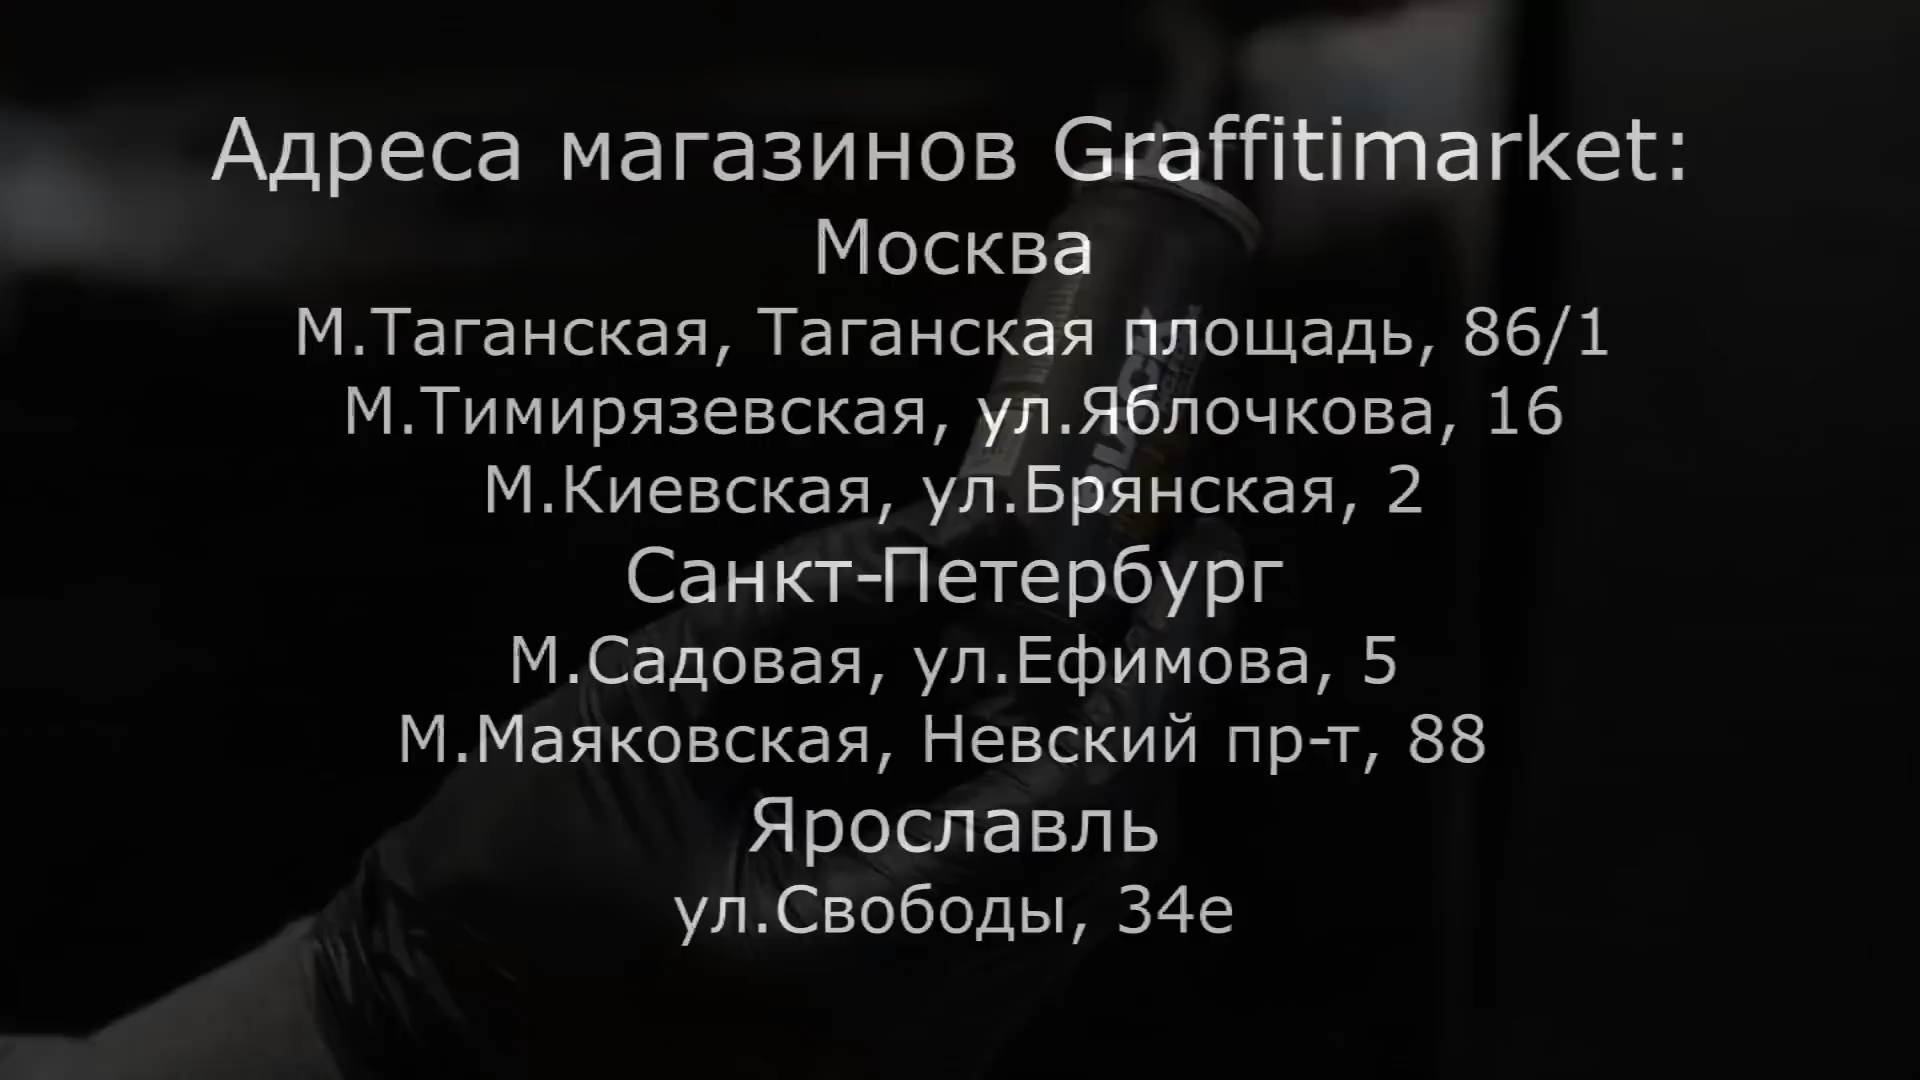 Адреса магазинов Graffitimarket:
Москва
М.Таганская, Таганская площадь, 86/1
М.Тимирязевская, ул.Яблочкова, 16
М.Киевская, ул.Брянская, 2
Санкт-Петербург
М.Садовая, ул.Ефимова, 5
М.Маяковская, Невский пр-т, 88
Ярославль
ул.Свободы, 34е
BLACK